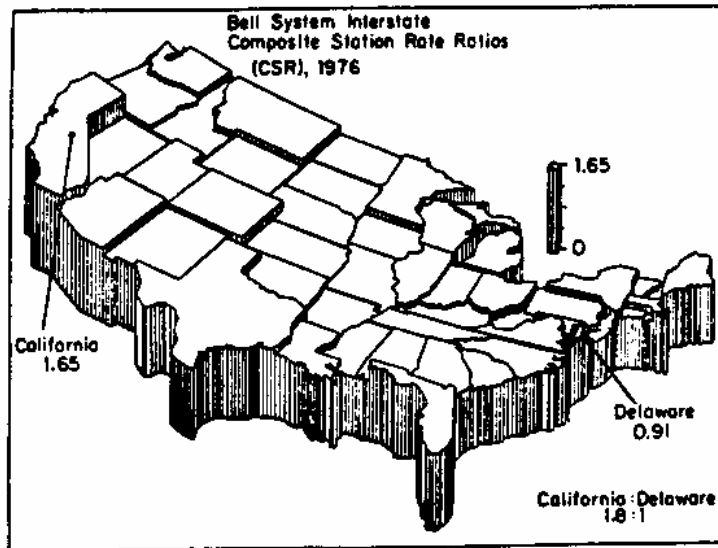 Bell System Interstate
Composite Station Rate Ratios
(CSR), 1976
1.65
0
California
1.65
Delaware
0.91
California:Delaware
1.8:1